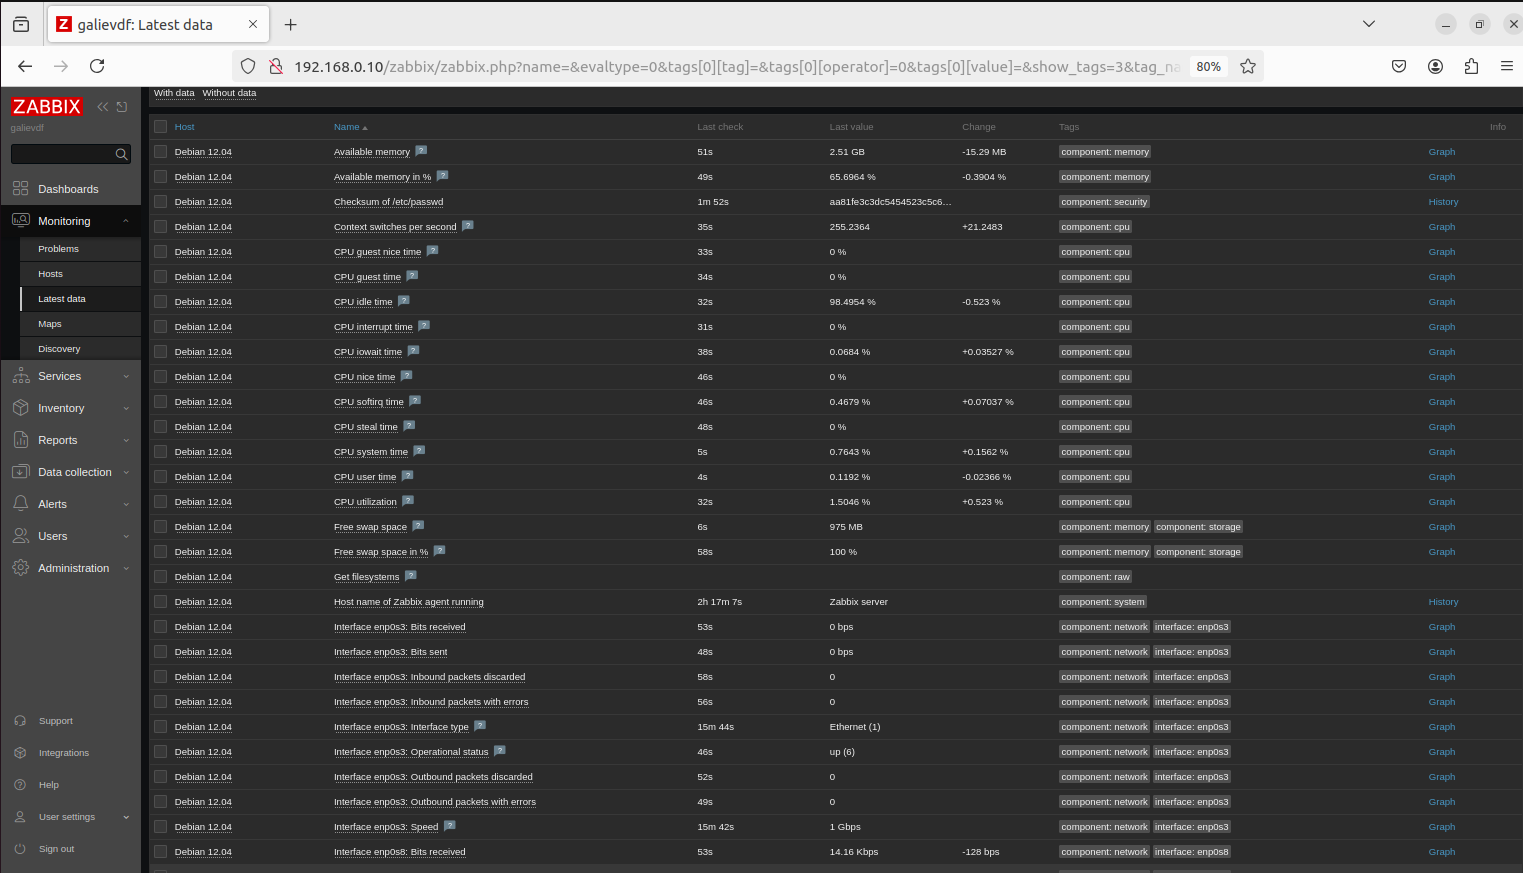 galievdf: Latest data
192.168.0.10/zabbix/zabbix.php?name=&evaltype=0&tags[0][tag]=&tags[0][operator]=0&tags[0][value]=&show_tags=3&tag_na 80%
ZABBIX
galievdf
Dashboards
Monitoring
Problems
Hosts
Latest data
Maps
Discovery
Services
Inventory
Reports
Data collection
Alerts
Users
Administration
Support
Integrations
Help
User settings
Sign out
With data Without data
Host Name Last check Last value Change Tags Info
Debian 12.04 Available memory ? 51s 2.51 GB -15.29 MB component: memory Graph
Debian 12.04 Available memory in % ? 49s 65.6964 % -0.3904 % component: memory Graph
Debian 12.04 Checksum of /etc/passwd 1m 52s aa81fe3c3dc5454523c5c6... component: security History
Debian 12.04 Context switches per second ? 35s 255.2364 +21.2483 component: cpu Graph
Debian 12.04 CPU guest nice time ? 33s 0 % component: cpu Graph
Debian 12.04 CPU guest time ? 34s 0 % component: cpu Graph
Debian 12.04 CPU idle time ? 32s 98.4954 % -0.523 % component: cpu Graph
Debian 12.04 CPU interrupt time ? 31s 0 % component: cpu Graph
Debian 12.04 CPU iowait time ? 38s 0.0684 % +0.03527 % component: cpu Graph
Debian 12.04 CPU nice time ? 46s 0 % component: cpu Graph
Debian 12.04 CPU softirq time ? 46s 0.4679 % +0.07037 % component: cpu Graph
Debian 12.04 CPU steal time ? 48s 0 % component: cpu Graph
Debian 12.04 CPU system time ? 5s 0.7643 % +0.1562 % component: cpu Graph
Debian 12.04 CPU user time ? 4s 0.1192 % -0.02366 % component: cpu Graph
Debian 12.04 CPU utilization ? 32s 1.5046 % +0.523 % component: cpu Graph
Debian 12.04 Free swap space ? 6s 975 MB component: memory component: storage Graph
Debian 12.04 Free swap space in % ? 58s 100 % component: memory component: storage Graph
Debian 12.04 Get filesystems ? component: raw
Debian 12.04 Host name of Zabbix agent running 2h 17m 7s Zabbix server component: system History
Debian 12.04 Interface enp0s3: Bits received 53s 0 bps component: network interface: enp0s3 Graph
Debian 12.04 Interface enp0s3: Bits sent 48s 0 bps component: network interface: enp0s3 Graph
Debian 12.04 Interface enp0s3: Inbound packets discarded 58s 0 component: network interface: enp0s3 Graph
Debian 12.04 Interface enp0s3: Inbound packets with errors 56s 0 component: network interface: enp0s3 Graph
Debian 12.04 Interface enp0s3: Interface type ? 15m 44s Ethernet (1) component: network interface: enp0s3 Graph
Debian 12.04 Interface enp0s3: Operational status ? 46s up (6) component: network interface: enp0s3 Graph
Debian 12.04 Interface enp0s3: Outbound packets discarded 52s 0 component: network interface: enp0s3 Graph
Debian 12.04 Interface enp0s3: Outbound packets with errors 49s 0 component: network interface: enp0s3 Graph
Debian 12.04 Interface enp0s3: Speed ? 15m 42s 1 Gbps component: network interface: enp0s3 Graph
Debian 12.04 Interface enp0s8: Bits received 53s 14.16 Kbps -128 bps component: network interface: enp0s8 Graph